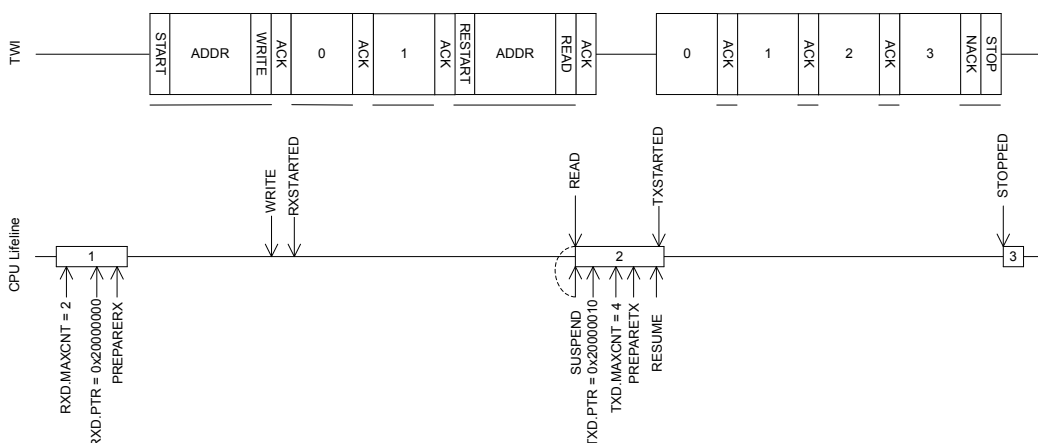 TWI
START
ADDR
WRITE
ACK
0
ACK
1
ACK
RESTART
ADDR
READ
ACK
0
ACK
1
ACK
2
ACK
3
NACK
STOP
CPU Lifeline
WRITE
RXSTARTED
READ
TXSTARTED
STOPPED
1
2
3
RXD.MAXCNT = 2
RXD.PTR = 0x20000000
PREPARERX
SUSPEND
TXD.PTR = 0x20000010
TXD.MAXCNT = 4
PREPARETX
RESUME